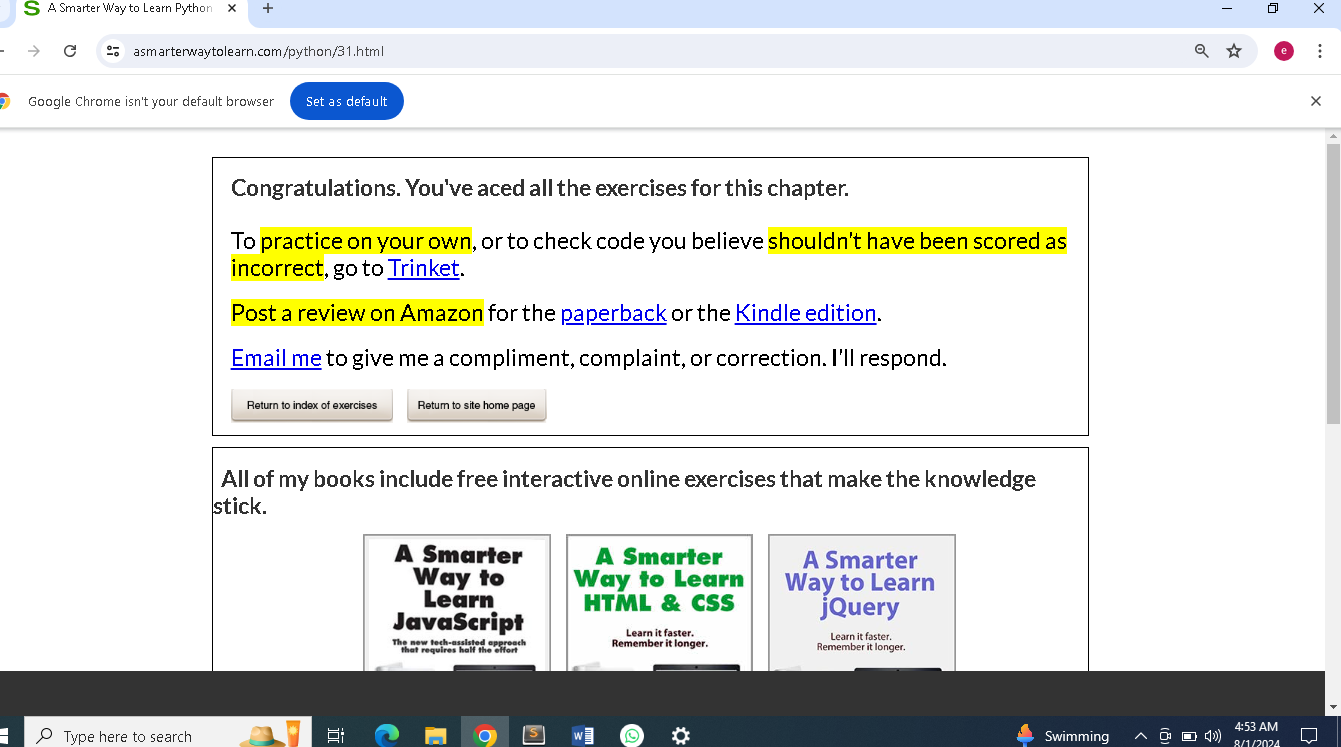 S A Smarter Way to Learn Python
asmarterwaytolearn.com/python/31.html
e
Google Chrome isn't your default browser
Set as default
Congratulations. You've aced all the exercises for this chapter.
To practice on your own, or to check code you believe shouldn't have been scored as
incorrect, go to Trinket.
Post a review on Amazon for the paperback or the Kindle edition.
Email me to give me a compliment, complaint, or correction. I'll respond.
Return to index of exercises
Return to site home page
All of my books include free interactive online exercises that make the knowledge
stick.
A Smarter
Way to
Learn
JavaScript
The new tech-assisted approach
that requires half the effort
A Smarter
Way to Learn
HTML & CSS
Learn it faster.
Remember it longer.
A Smarter
Way to Learn
jQuery
Learn it faster.
Remember it longer.
Type here to search
S
W
Swimming
4:53 AM
8/1/2024